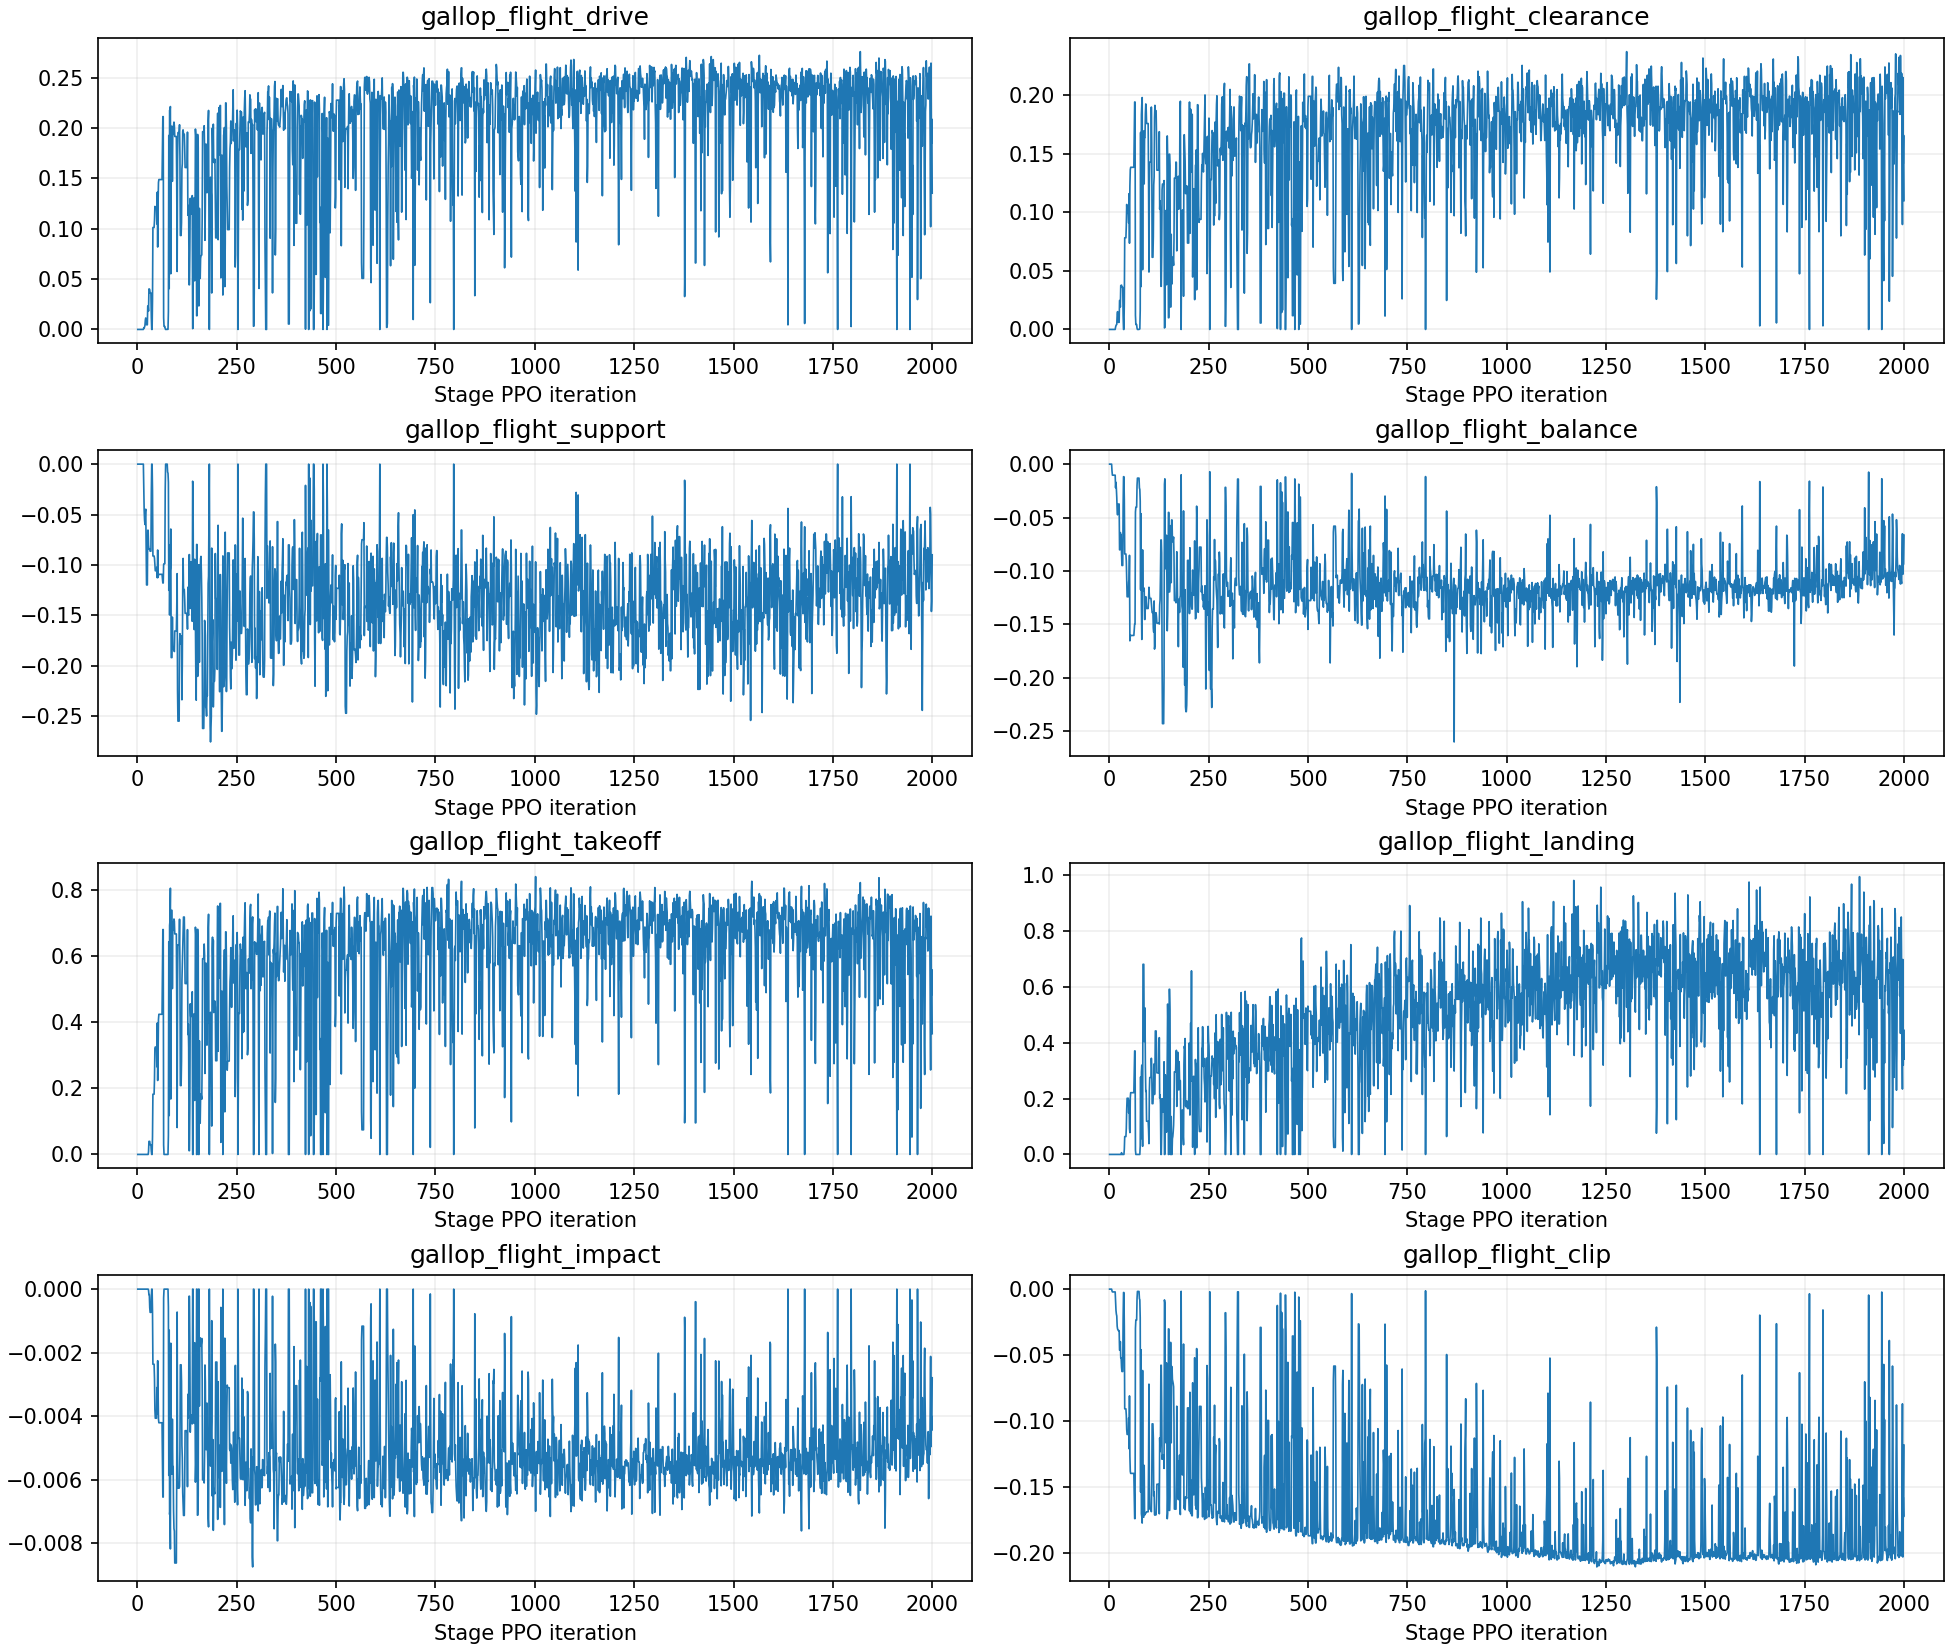 gallop_flight_drive
0.25
0.20
0.15
0.10
0.05
0.00
0 250 500 750 1000 1250 1500 1750 2000
Stage PPO iteration
gallop_flight_clearance
0.20
0.15
0.10
0.05
0.00
0 250 500 750 1000 1250 1500 1750 2000
Stage PPO iteration
gallop_flight_support
0.00
−0.05
−0.10
−0.15
−0.20
−0.25
0 250 500 750 1000 1250 1500 1750 2000
Stage PPO iteration
gallop_flight_balance
0.00
−0.05
−0.10
−0.15
−0.20
−0.25
0 250 500 750 1000 1250 1500 1750 2000
Stage PPO iteration
gallop_flight_takeoff
0.8
0.6
0.4
0.2
0.0
0 250 500 750 1000 1250 1500 1750 2000
Stage PPO iteration
gallop_flight_landing
1.0
0.8
0.6
0.4
0.2
0.0
0 250 500 750 1000 1250 1500 1750 2000
Stage PPO iteration
gallop_flight_impact
0.000
−0.002
−0.004
−0.006
−0.008
0 250 500 750 1000 1250 1500 1750 2000
Stage PPO iteration
gallop_flight_clip
0.00
−0.05
−0.10
−0.15
−0.20
0 250 500 750 1000 1250 1500 1750 2000
Stage PPO iteration